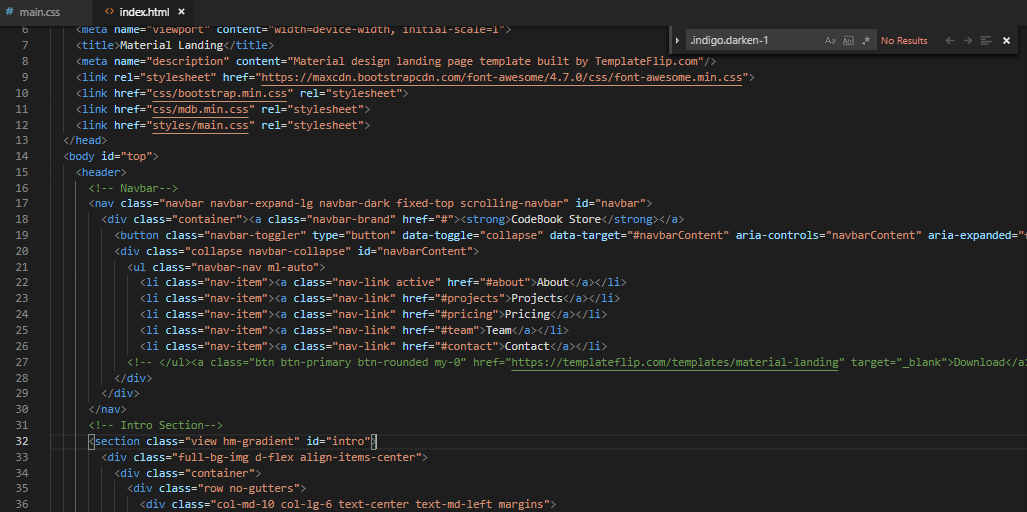 main.css
index.html
.indigo.darken-1
Aa
Ab|
.*
No Results
6 <meta name="viewport" content="width=device-width, initial-scale=1">
7 <title>Material Landing</title>
8 <meta name="description" content="Material design landing page template built by TemplateFlip.com"/>
9 <link rel="stylesheet" href="https://maxcdn.bootstrapcdn.com/font-awesome/4.7.0/css/font-awesome.min.css">
10 <link href="css/bootstrap.min.css" rel="stylesheet">
11 <link href="css/mdb.min.css" rel="stylesheet">
12 <link href="styles/main.css" rel="stylesheet">
13 </head>
14 <body id="top">
15 <header>
16 <!-- Navbar-->
17 <nav class="navbar navbar-expand-lg navbar-dark fixed-top scrolling-navbar" id="navbar">
18 <div class="container"><a class="navbar-brand" href="#"><strong>CodeBook Store</strong></a>
19 <button class="navbar-toggler" type="button" data-toggle="collapse" data-target="#navbarContent" aria-controls="navbarContent" aria-expanded="
20 <div class="collapse navbar-collapse" id="navbarContent">
21 <ul class="navbar-nav ml-auto">
22 <li class="nav-item"><a class="nav-link active" href="#about">About</a></li>
23 <li class="nav-item"><a class="nav-link" href="#projects">Projects</a></li>
24 <li class="nav-item"><a class="nav-link" href="#pricing">Pricing</a></li>
25 <li class="nav-item"><a class="nav-link" href="#team">Team</a></li>
26 <li class="nav-item"><a class="nav-link" href="#contact">Contact</a></li>
27 <!-- </ul><a class="btn btn-primary btn-rounded my-0" href="https://templateflip.com/templates/material-landing" target="_blank">Download</a>
28 </div>
29 </div>
30 </nav>
31 <!-- Intro Section-->
32 <section class="view hm-gradient" id="intro">
33 <div class="full-bg-img d-flex align-items-center">
34 <div class="container">
35 <div class="row no-gutters">
36 <div class="col-md-10 col-lg-6 text-center text-md-left margins">